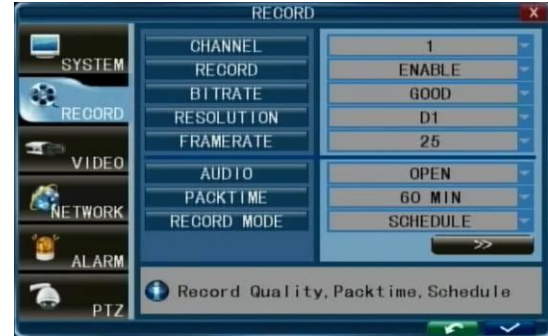 RECORD X
SYSTEM
RECORD
VIDEO
NETWORK
ALARM
PTZ
CHANNEL 1
RECORD ENABLE
BITRATE GOOD
RESOLUTION D1
FRAMERATE 25
AUDIO OPEN
PACKTIME 60 MIN
RECORD MODE SCHEDULE
>>
Record Quality,Packtime,Schedule